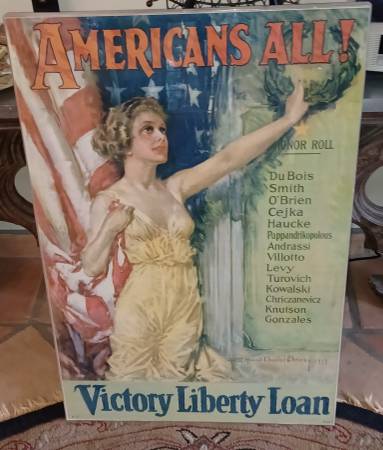 AMERICANS ALL!
HONOR ROLL
Du Bois
Smith
O'Brien
Cejka
Haucke
Pappandrikopolous
Andrassi
Villotto
Levy
Turovich
Kowalski
Chriczanevicz
Knutson
Gonzales
Victory Liberty Loan